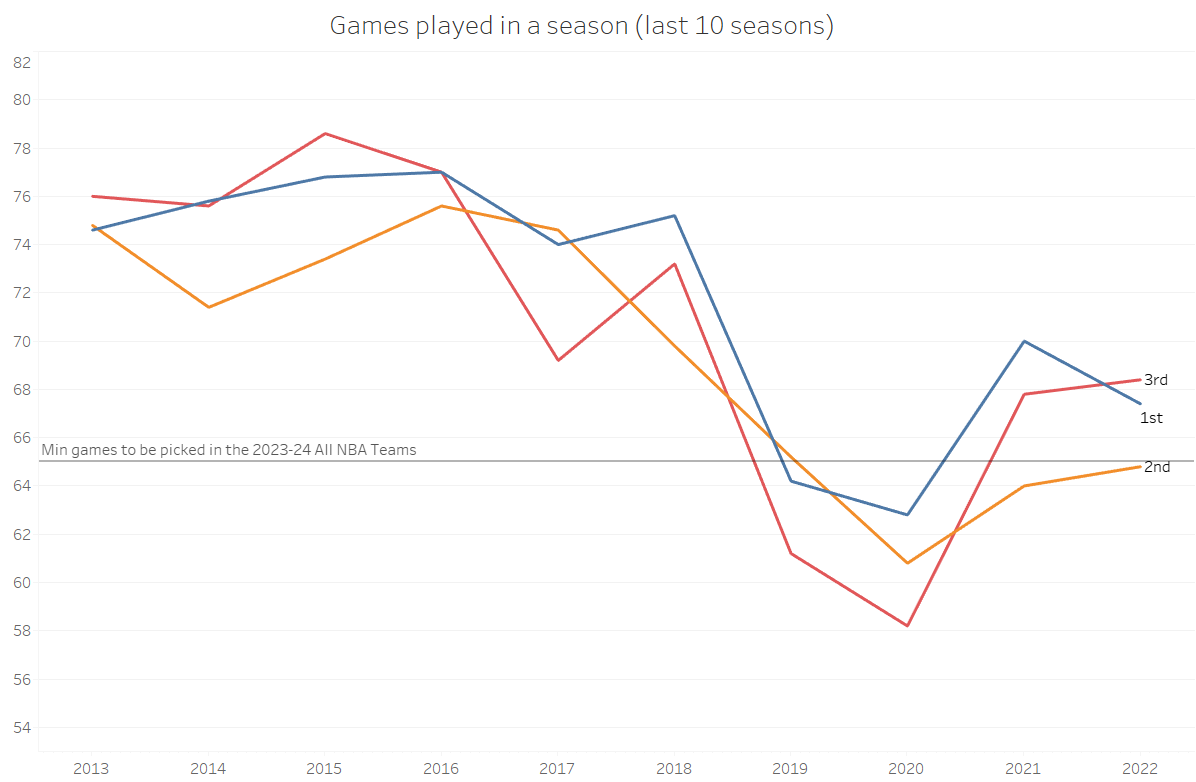 Games played in a season (last 10 seasons)
82
80
78
76
74
72
70
68
66
64
62
60
58
56
54
Min games to be picked in the 2023-24 All NBA Teams
3rd
1st
2nd
2013 2014 2015 2016 2017 2018 2019 2020 2021 2022